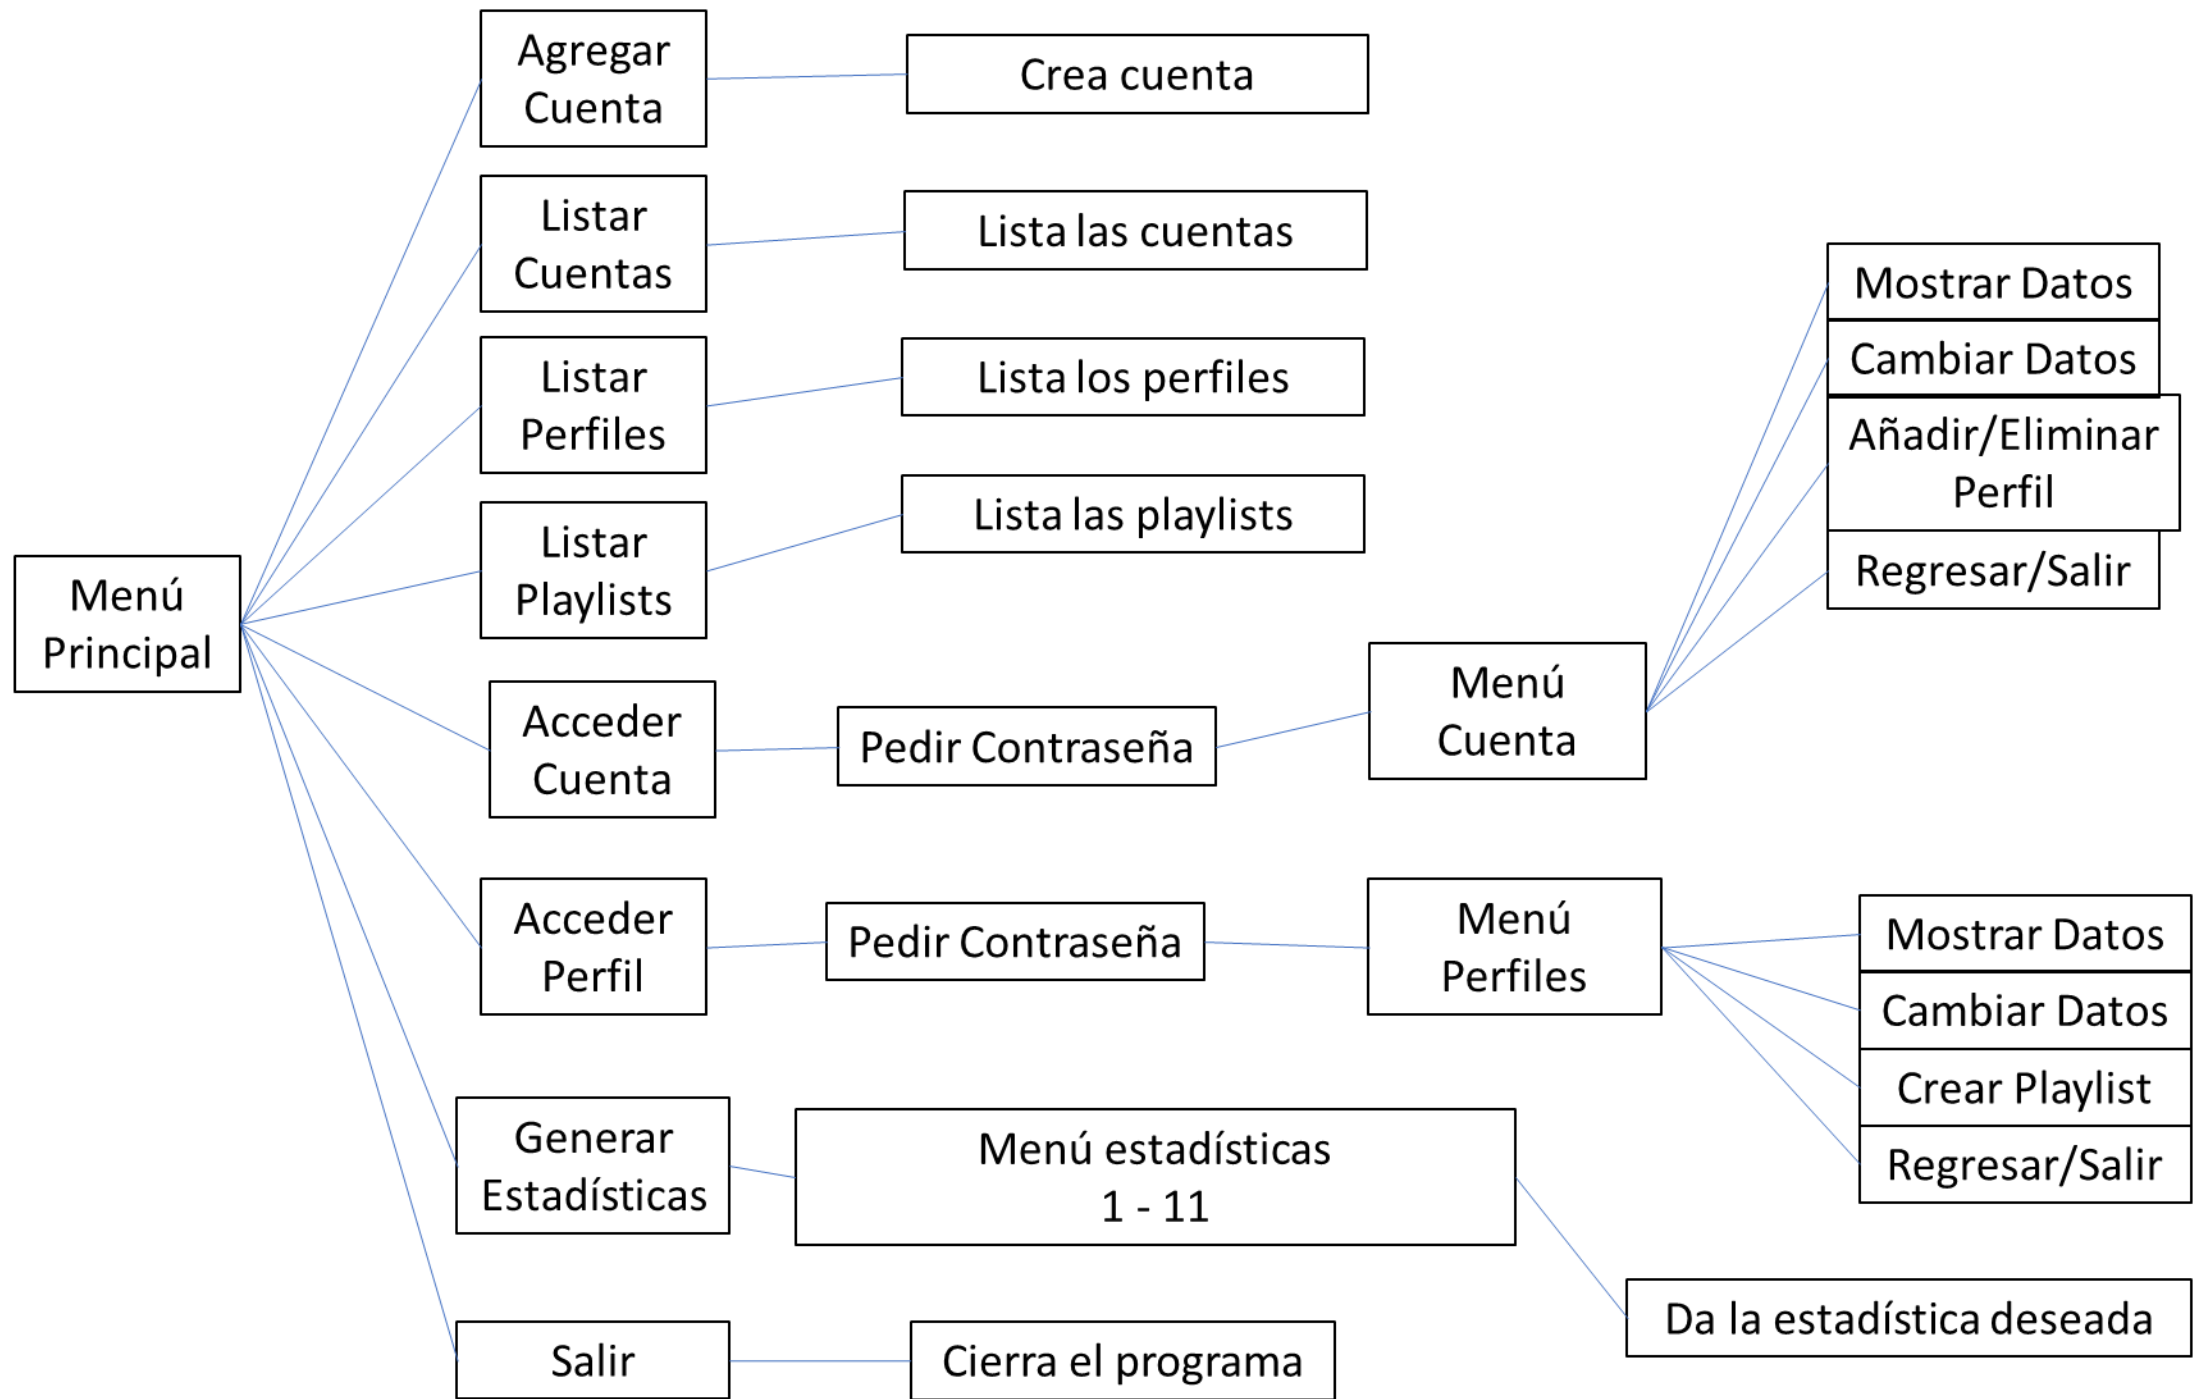 Menú
Principal
Agregar
Cuenta
Crea cuenta
Listar
Cuentas
Lista las cuentas
Listar
Perfiles
Lista los perfiles
Listar
Playlists
Lista las playlists
Acceder
Cuenta
Pedir Contraseña
Menú
Cuenta
Mostrar Datos
Cambiar Datos
Añadir/Eliminar
Perfil
Regresar/Salir
Acceder
Perfil
Pedir Contraseña
Menú
Perfiles
Mostrar Datos
Cambiar Datos
Crear Playlist
Regresar/Salir
Generar
Estadísticas
Menú estadísticas
1 - 11
Da la estadística deseada
Salir
Cierra el programa